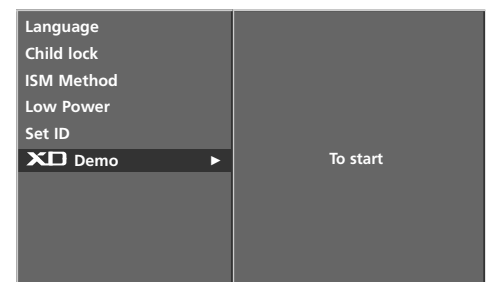 Language
Child lock
ISM Method
Low Power
Set ID
XD Demo ►
To start